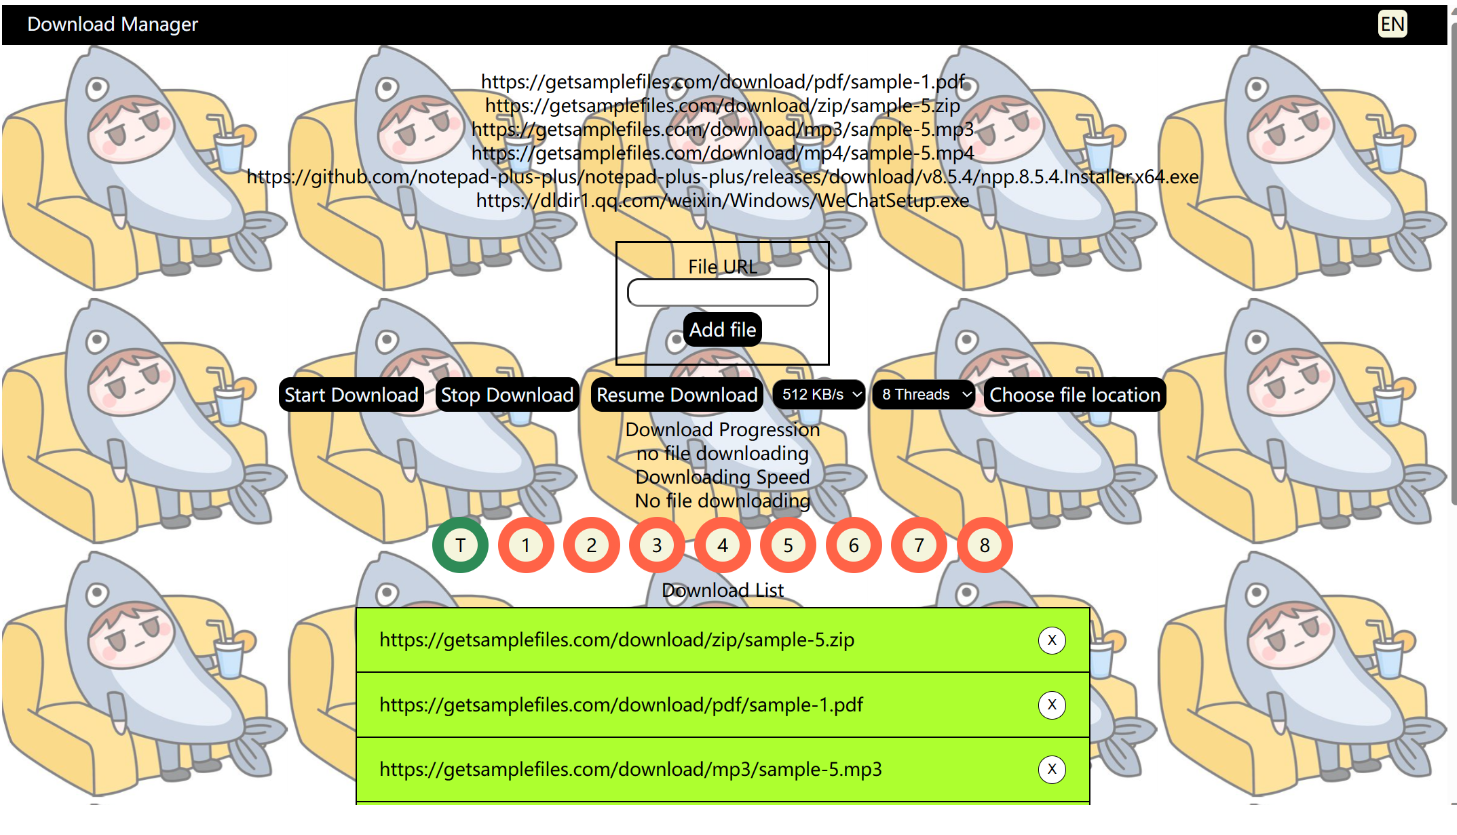 Download Manager
EN
https://getsamplefiles.com/download/pdf/sample-1.pdf
https://getsamplefiles.com/download/zip/sample-5.zip
https://getsamplefiles.com/download/mp3/sample-5.mp3
https://getsamplefiles.com/download/mp4/sample-5.mp4
https://github.com/notepad-plus-plus/notepad-plus-plus/releases/download/v8.5.4/npp.8.5.4.Installer.x64.exe
https://dldir1.qq.com/weixin/Windows/WeChatSetup.exe
File URL
Add file
Start Download Stop Download Resume Download 512 KB/s 8 Threads Choose file location
Download Progression
no file downloading
Downloading Speed
No file downloading
T 1 2 3 4 5 6 7 8
Download List
https://getsamplefiles.com/download/zip/sample-5.zip X
https://getsamplefiles.com/download/pdf/sample-1.pdf X
https://getsamplefiles.com/download/mp3/sample-5.mp3 X